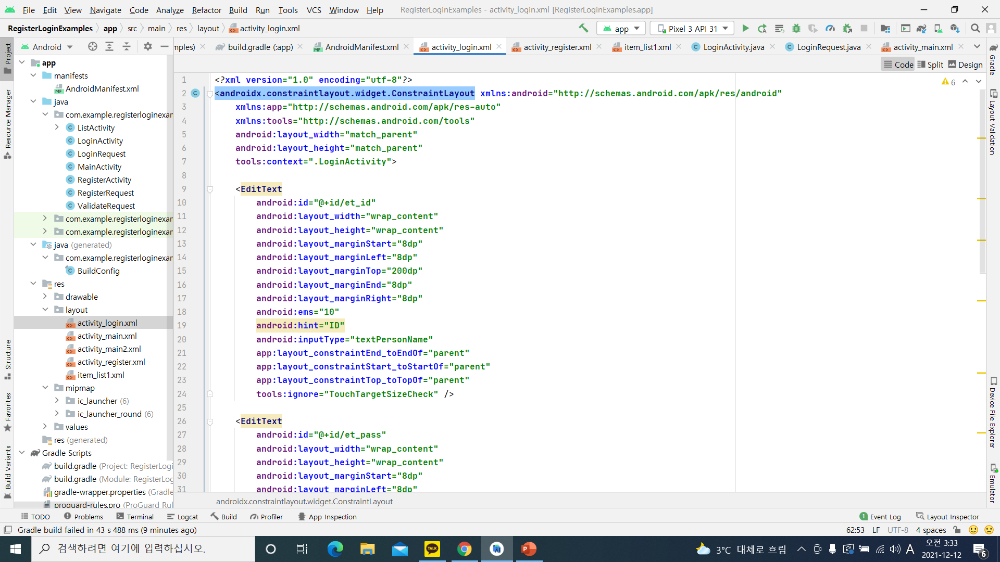 File Edit View Navigate Code Analyze Refactor Build Run Tools VCS Window Help RegisterLoginExamples - activity_login.xml [RegisterLoginExamples.app]
RegisterLoginExamples app src main res layout activity_login.xml app Pixel 3 API 31
Android mples) build.gradle (:app) AndroidManifest.xml activity_login.xml activity_register.xml item_list1.xml LoginActivity.java LoginRequest.java activity_main.xml
Code Split Design
6
Project
Resource Manager
Structure
Favorites
Build Variants
app
manifests
AndroidManifest.xml
java
com.example.registerloginexar
ListActivity
LoginActivity
LoginRequest
MainActivity
RegisterActivity
RegisterRequest
ValidateRequest
com.example.registerloginexar
com.example.registerloginexar
java (generated)
com.example.registerloginexar
BuildConfig
res
drawable
layout
activity_login.xml
activity_main.xml
activity_main2.xml
activity_register.xml
item_list1.xml
mipmap
ic_launcher (6)
ic_launcher_round (6)
values
res (generated)
Gradle Scripts
build.gradle (Project: RegisterLogi
build.gradle (Module: RegisterLog
gradle-wrapper.properties (Gradle
proguard-rules.pro (ProGuard Rul
1 <?xml version="1.0" encoding="utf-8"?>
2 <androidx.constraintlayout.widget.ConstraintLayout xmlns:android="http://schemas.android.com/apk/res/android"
3 xmlns:app="http://schemas.android.com/apk/res-auto"
4 xmlns:tools="http://schemas.android.com/tools"
5 android:layout_width="match_parent"
6 android:layout_height="match_parent"
7 tools:context=".LoginActivity">
8
9 <EditText
10 android:id="@+id/et_id"
11 android:layout_width="wrap_content"
12 android:layout_height="wrap_content"
13 android:layout_marginStart="8dp"
14 android:layout_marginLeft="8dp"
15 android:layout_marginTop="200dp"
16 android:layout_marginEnd="8dp"
17 android:layout_marginRight="8dp"
18 android:ems="10"
19 android:hint="ID"
20 android:inputType="textPersonName"
21 app:layout_constraintEnd_toEndOf="parent"
22 app:layout_constraintStart_toStartOf="parent"
23 app:layout_constraintTop_toTopOf="parent"
24 tools:ignore="TouchTargetSizeCheck" />
25
26 <EditText
27 android:id="@+id/et_pass"
28 android:layout_width="wrap_content"
29 android:layout_height="wrap_content"
30 android:layout_marginStart="8dp"
31 android:layout_marginLeft="8dp"
androidx.constraintlayout.widget.ConstraintLayout
Gradle
Layout Validation
Device File Explorer
Emulator
TODO Problems Terminal Logcat Build Profiler App Inspection 1 Event Log Layout Inspector
Gradle build failed in 43 s 488 ms (9 minutes ago) 62:53 LF UTF-8 4 spaces
검색하려면 여기에 입력하십시오. TALK 3°C 대체로 흐림 A 오전 3:33
2021-12-12 6